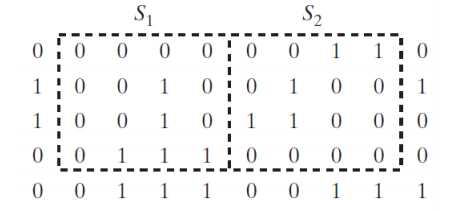 S1 S2
0 0 0 0 0 0 0 1 1 0
1 0 0 1 0 0 1 0 0 1
1 0 0 1 0 1 1 0 0 0
0 0 1 1 1 0 0 0 0 0
0 0 1 1 1 0 0 1 1 1